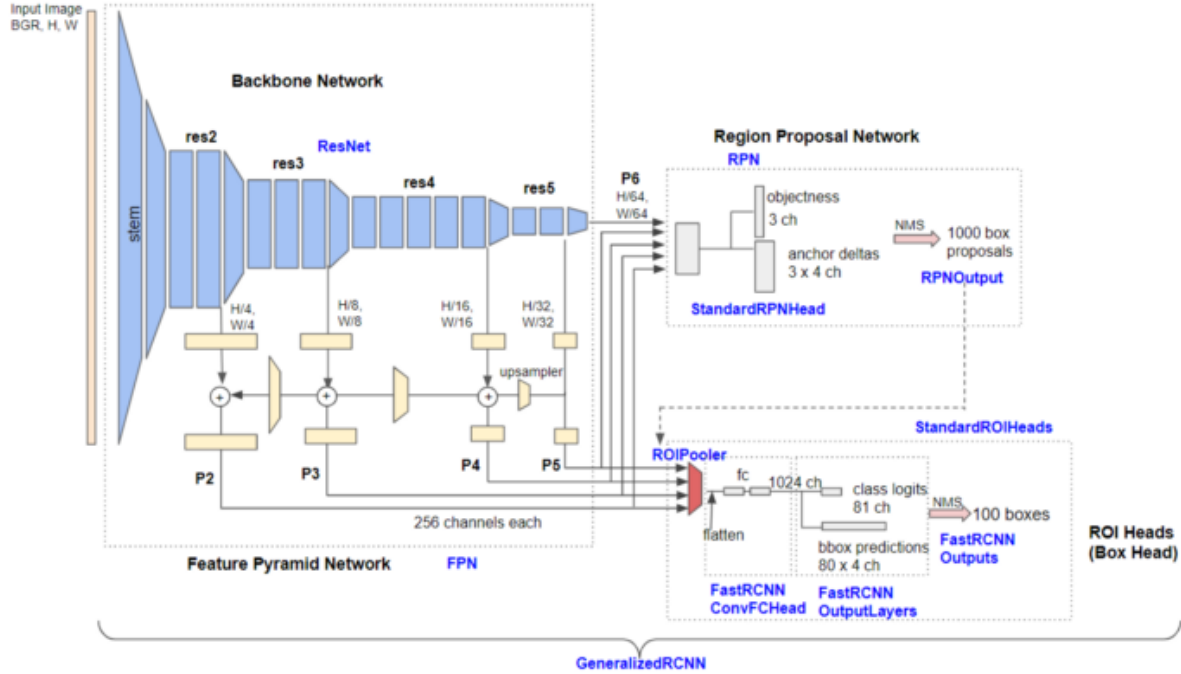 Input Image
BGR, H, W
Backbone Network
ResNet
stem
res2
res3
res4
res5
H/4,
W/4
H/8,
W/8
H/16,
W/16
H/32,
W/32
upsampler
+
+
+
P2
P3
P4
P5
256 channels each
Feature Pyramid Network
FPN
P6
H/64,
W/64
Region Proposal Network
RPN
objectness
3 ch
anchor deltas
3 x 4 ch
StandardRPNHead
NMS
1000 box
proposals
RPNOutput
StandardROIHeads
ROIPooler
flatten
fc
1024 ch
class logits
81 ch
bbox predictions
80 x 4 ch
NMS
100 boxes
FastRCNN
Outputs
FastRCNN
ConvFCHead
FastRCNN
OutputLayers
ROI Heads
(Box Head)
GeneralizedRCNN